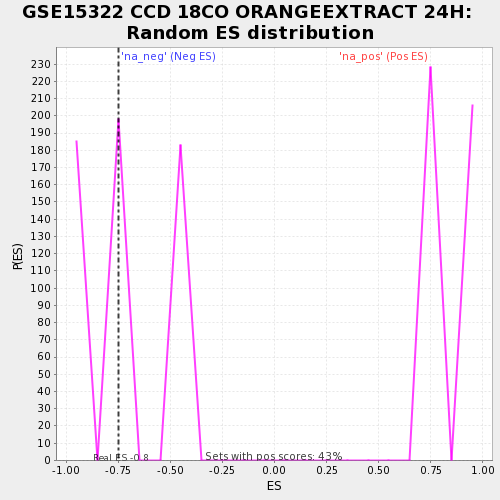 GSE15322 CCD 18CO ORANGEEXTRACT 24H:
Random ES distribution
'na_neg' (Neg ES)
'na_pos' (Pos ES)
230
220
210
200
190
180
170
160
150
140
130
120
110
100
90
80
70
60
50
40
30
20
10
0
P(ES)
Real ES -0.8
Sets with pos scores: 43%
-1.00 -0.75 -0.50 -0.25 0.00 0.25 0.50 0.75 1.00
ES